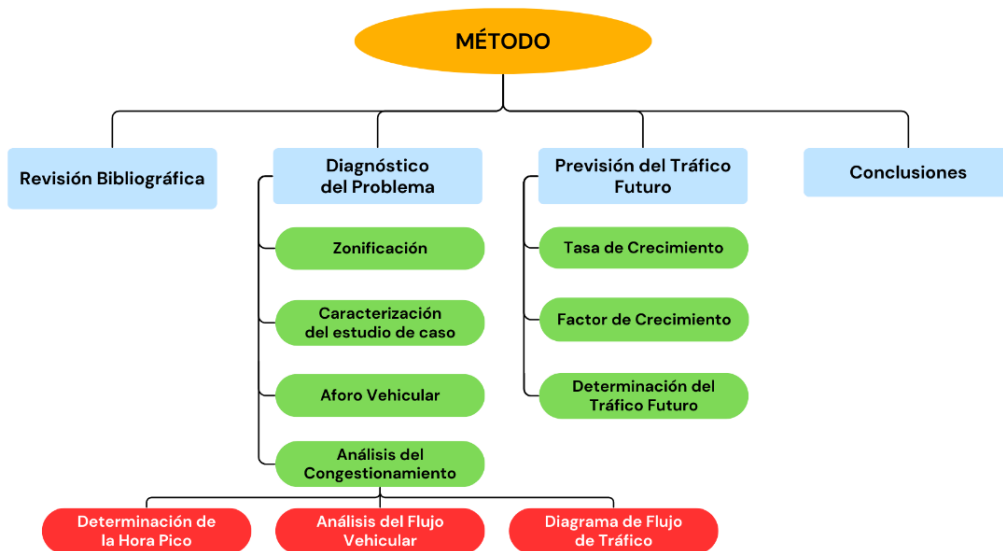 MÉTODO
Revisión Bibliográfica
Diagnóstico
del Problema
Previsión del Tráfico
Futuro
Conclusiones
Zonificación
Caracterización
del estudio de caso
Aforo Vehicular
Análisis del
Congestionamiento
Tasa de Crecimiento
Factor de Crecimiento
Determinación del
Tráfico Futuro
Determinación de
la Hora Pico
Análisis del Flujo
Vehicular
Diagrama de Flujo
de Tráfico